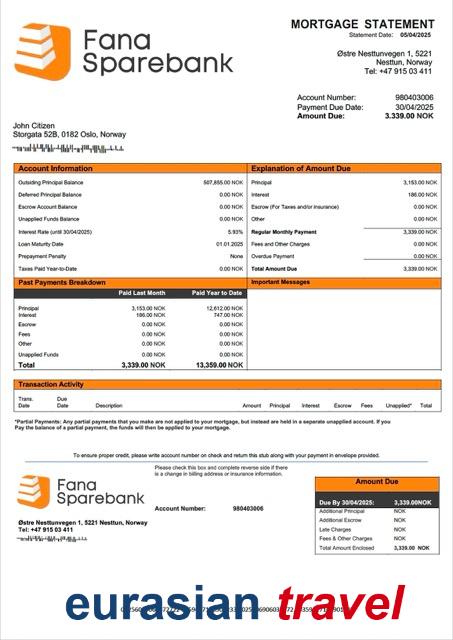 Fana
Sparebank
MORTGAGE STATEMENT
Statement Date: 05/04/2025
Østre Nesttunvegen 1, 5221
Nesttun, Norway
Tel: +47 915 03 411
Account Number: 980403006
Payment Due Date: 30/04/2025
Amount Due: 3.339.00 NOK
John Citizen
Storgata 52B, 0182 Oslo, Norway
Account Information
Outsiding Principal Balance 507,855.00 NOK
Deferred Principal Balance 0.00 NOK
Escrow Account Balance 0.00 NOK
Unapplied Funds Balance 0.00 NOK
Interest Rate (until 30/04/2025) 5.93%
Loan Maturity Date 01.01.2025
Prepayment Penalty None
Taxes Paid Year-to-Date 0.00 NOK
Explanation of Amount Due
Principal 3,153.00 NOK
Interest 186.00 NOK
Escrow (For Taxes and/or Insurance) 0.00 NOK
Other 0.00 NOK
Regular Monthly Payment 3,339.00 NOK
Fees and Other Charges 0.00 NOK
Overdue Payment 0.00 NOK
Total Amount Due 3,339.00 NOK
Past Payments Breakdown
Paid Last Month Paid Year to Date
Principal 3,153.00 NOK 12,612.00 NOK
Interest 186.00 NOK 747.00 NOK
Escrow 0.00 NOK 0.00 NOK
Fees 0.00 NOK 0.00 NOK
Other 0.00 NOK 0.00 NOK
Unapplied Funds 0.00 NOK 0.00 NOK
Total 3,339.00 NOK 13,359.00 NOK
Important Messages
Transaction Activity
Trans. Date Due Date Description Amount Principal Interest Escrow Fees Unapplied* Total
*Partial Payments: Any partial payments that you make are not applied to your mortgage, but instead are held in a separate unapplied account. If you
Pay the balance of a partial payment, the funds will then be applied to your mortgage.
To ensure proper credit, please write account number on check and return this stub along with your payment in envelope provided.
Please check this box and complete reverse side if there
is a change in billing address or insurance information.
Fana
Sparebank
Account Number: 980403006
Østre Nesttunvegen 1, 5221 Nesttun, Norway
Tel: +47 915 03 411
Amount Due
Due By 30/04/2025: 3,339.00NOK
Additional Principal NOK
Additional Escrow NOK
Late Charges NOK
Fees & Other Charges NOK
Total Amount Enclosed 3,339.00 NOK
eurasian travel